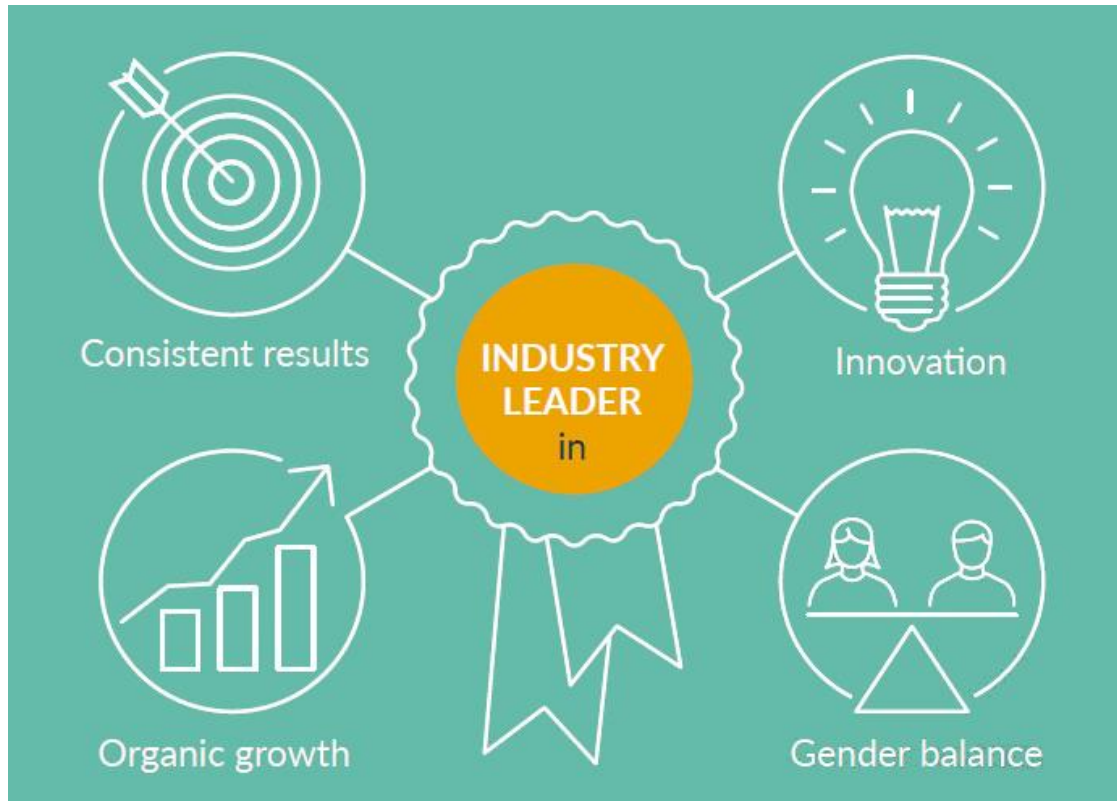 INDUSTRY
LEADER
in
Consistent results
Innovation
Organic growth
Gender balance